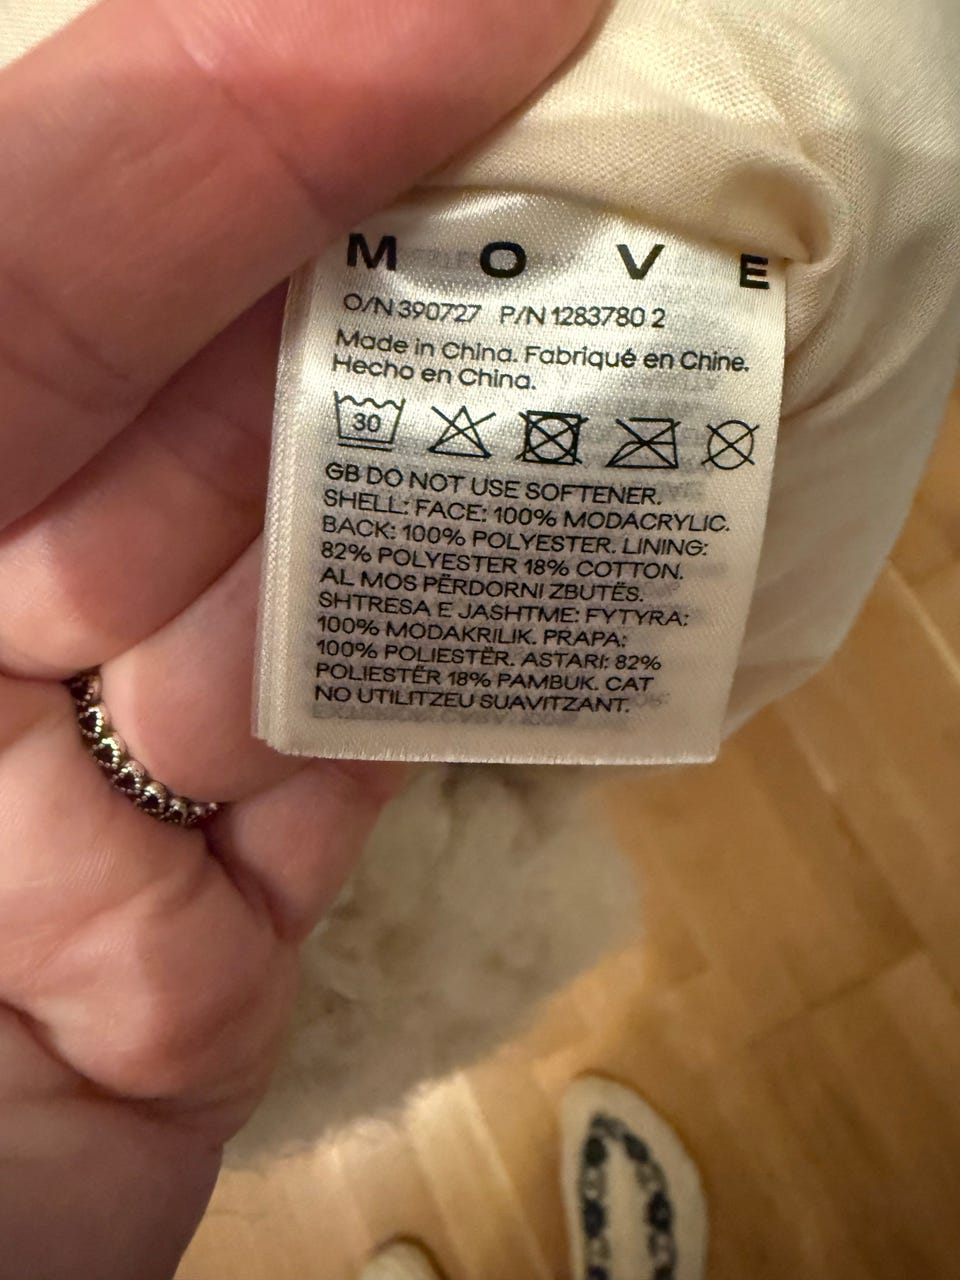 M O V E
O/N 390727 P/N 1283780 2
Made in China. Fabriqué en Chine.
Hecho en China.
30
GB DO NOT USE SOFTENER.
SHELL: FACE: 100% MODACRYLIC.
BACK: 100% POLYESTER. LINING:
82% POLYESTER 18% COTTON.
AL MOS PËRDORNI ZBUTËS.
SHTRESA E JASHTME: FYTYRA:
100% MODAKRILIK. PRAPA:
100% POLIESTËR. ASTARI: 82%
POLIESTËR 18% PAMBUK. CAT
NO UTILITZEU SUAVITZANT.